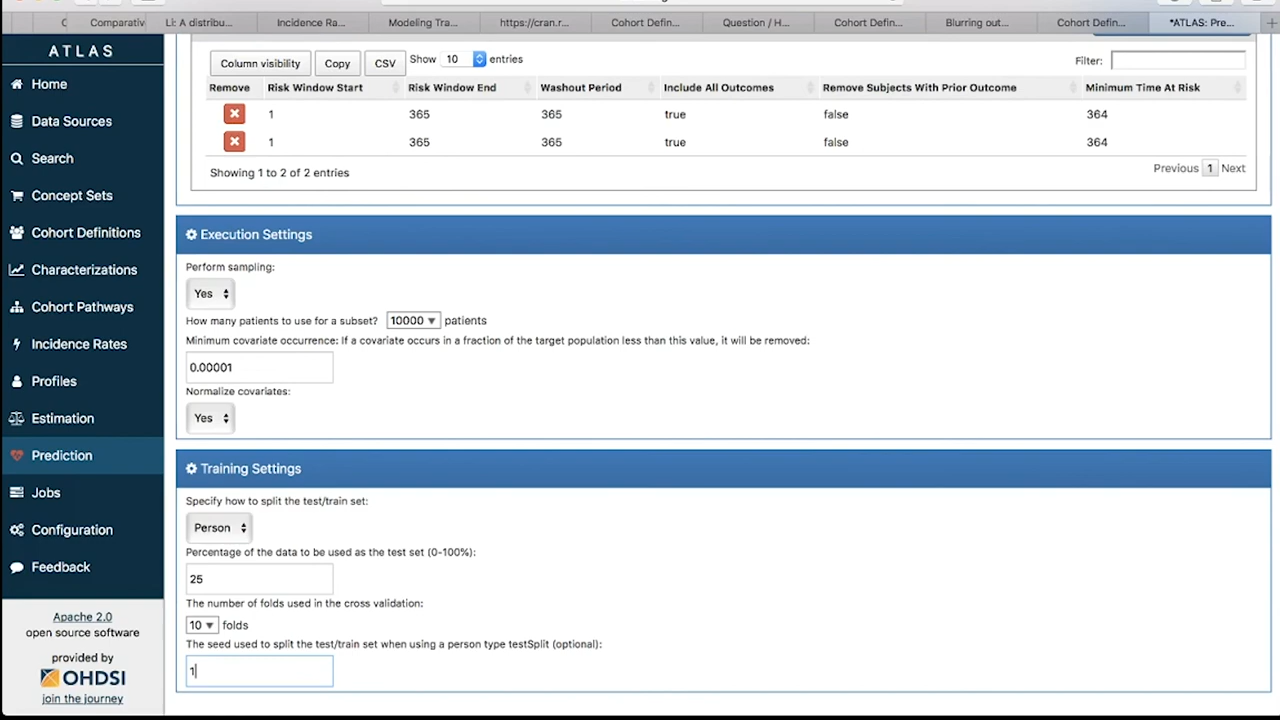 Comparativ
LI: A distribu...
Incidence Ra...
Modeling Tra...
https://cran.r...
Cohort Defin...
Question / H...
Cohort Defin...
Blurring out...
Cohort Defin...
*ATLAS: Pre...
ATLAS
Home
Data Sources
Search
Concept Sets
Cohort Definitions
Characterizations
Cohort Pathways
Incidence Rates
Profiles
Estimation
Prediction
Jobs
Configuration
Feedback
Apache 2.0
open source software
provided by
OHDSI
join the journey
Column visibility Copy CSV Show 10 entries Filter:
Remove Risk Window Start Risk Window End Washout Period Include All Outcomes Remove Subjects With Prior Outcome Minimum Time At Risk
1 365 365 true false 364
1 365 365 true false 364
Showing 1 to 2 of 2 entries Previous 1 Next
Execution Settings
Perform sampling:
Yes
How many patients to use for a subset? 10000 patients
Minimum covariate occurrence: If a covariate occurs in a fraction of the target population less than this value, it will be removed:
0.00001
Normalize covariates:
Yes
Training Settings
Specify how to split the test/train set:
Person
Percentage of the data to be used as the test set (0-100%):
25
The number of folds used in the cross validation:
10 folds
The seed used to split the test/train set when using a person type testSplit (optional):
1